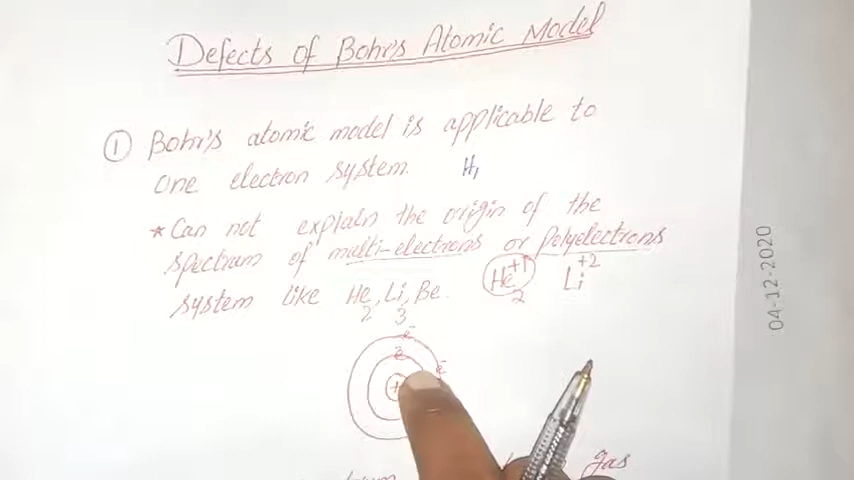 Defects of Bohr's Atomic Model
① Bohr's atomic model is applicable to
one electron system. H,
* Can not explain the origin of the
spectrum of multi-electrons or Polyelectrons
system like He, Li, Be. He+1 Li+2
2 3 2
e-
e- e-
+
gas
04-12-2020